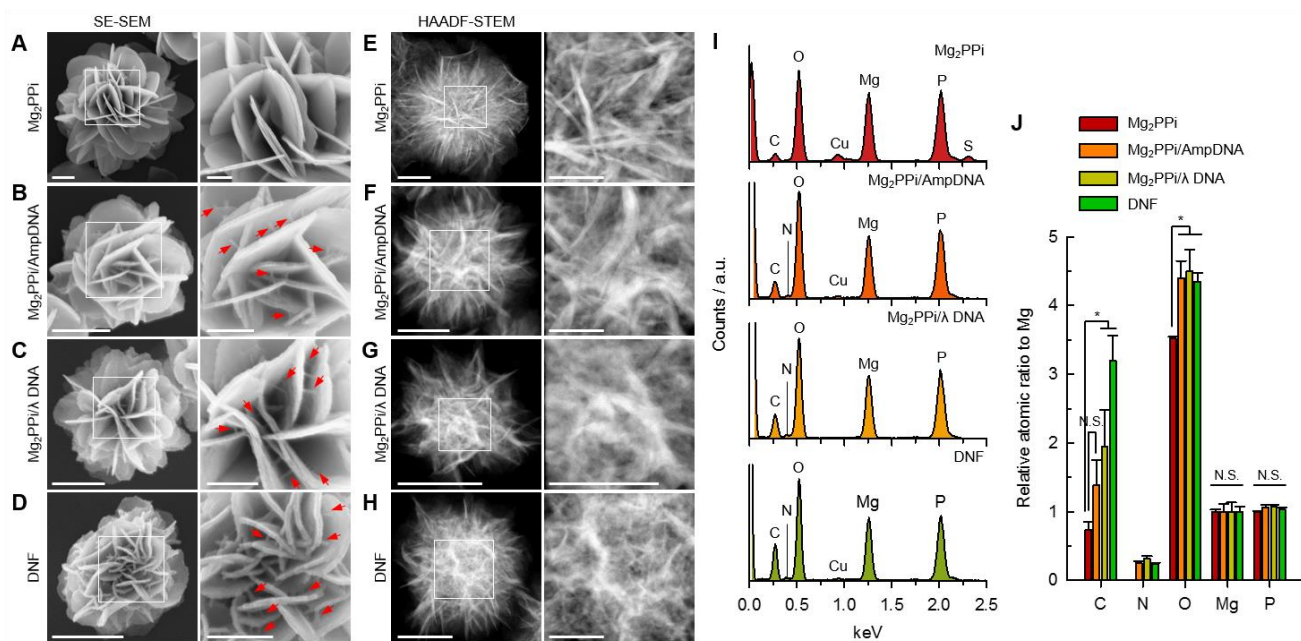 SE-SEM
HAADF-STEM
A
Mg₂PPi
B
Mg₂PPi/AmpDNA
C
Mg₂PPi/λ DNA
D
DNF
E
Mg₂PPi
F
Mg₂PPi/AmpDNA
G
Mg₂PPi/λ DNA
H
DNF
I
Counts / a.u.
Mg₂PPi
C
O
Cu
Mg
P
S
Mg₂PPi/AmpDNA
C
N
O
Cu
Mg
P
Mg₂PPi/λ DNA
C
N
O
Mg
P
DNF
C
N
O
Cu
Mg
P
0.0 0.5 1.0 1.5 2.0 2.5
keV
J
Mg₂PPi
Mg₂PPi/AmpDNA
Mg₂PPi/λ DNA
DNF
Relative atomic ratio to Mg
5
4
3
2
1
0
*
N.S.
*
N.S.
N.S.
C N O Mg P